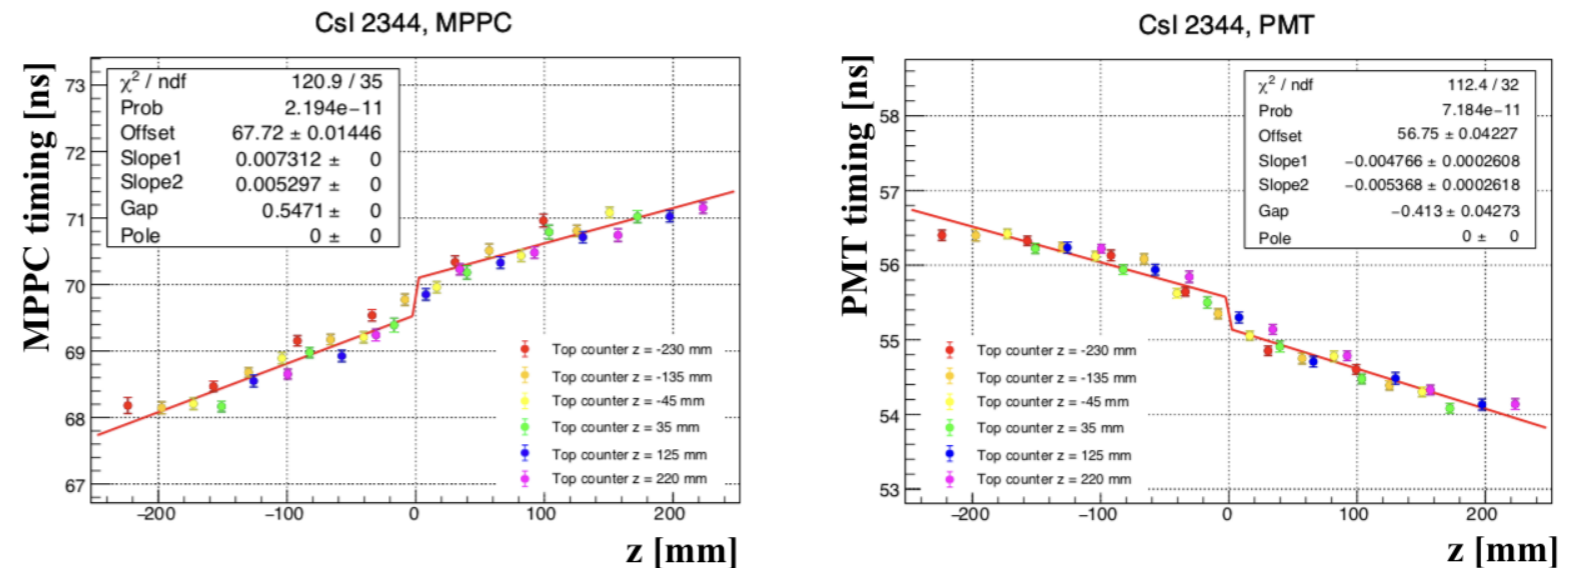 CsI 2344, MPPC
MPPC timing [ns]
73
72
71
70
69
68
67
χ² / ndf 120.9 / 35
Prob 2.194e−11
Offset 67.72 ± 0.01446
Slope1 0.007312 ± 0
Slope2 0.005297 ± 0
Gap 0.5471 ± 0
Pole 0 ± 0
Top counter z = -230 mm
Top counter z = -135 mm
Top counter z = -45 mm
Top counter z = 35 mm
Top counter z = 125 mm
Top counter z = 220 mm
−200 −100 0 100 200
z [mm]
CsI 2344, PMT
PMT timing [ns]
58
57
56
55
54
53
χ² / ndf 112.4 / 32
Prob 7.184e−11
Offset 56.75 ± 0.04227
Slope1 −0.004766 ± 0.0002608
Slope2 −0.005368 ± 0.0002618
Gap −0.413 ± 0.04273
Pole 0 ± 0
Top counter z = -230 mm
Top counter z = -135 mm
Top counter z = -45 mm
Top counter z = 35 mm
Top counter z = 125 mm
Top counter z = 220 mm
−200 −100 0 100 200
z [mm]